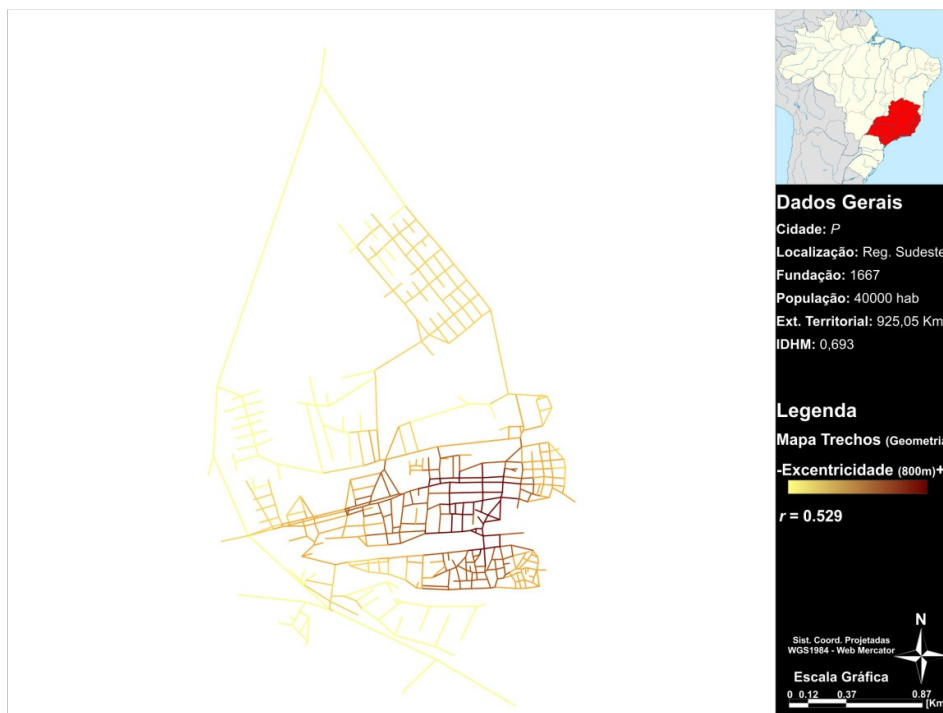 Dados Gerais
Cidade: P
Localização: Reg. Sudeste
Fundação: 1667
População: 40000 hab
Ext. Territorial: 925,05 Km
IDHM: 0,693
Legenda
Mapa Trechos (Geometria
-Excentricidade (800m)+
r = 0.529
N
Sist. Coord. Projetadas
WGS1984 - Web Mercator
Escala Gráfica
0 0.12 0.37 0.87
[Km